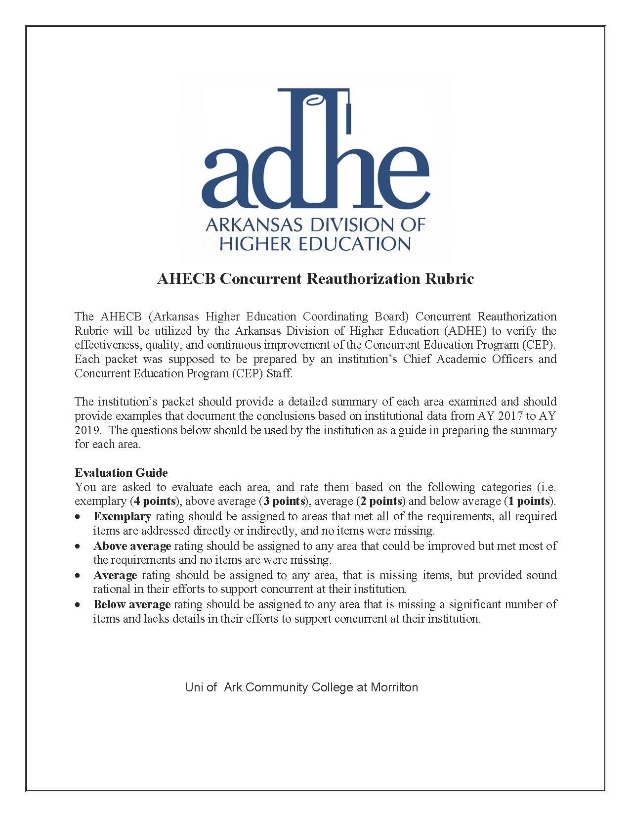 adhe
ARKANSAS DIVISION OF
HIGHER EDUCATION
AHECB Concurrent Reauthorization Rubric
The AHECB (Arkansas Higher Education Coordinating Board) Concurrent Reauthorization
Rubric will be utilized by the Arkansas Division of Higher Education (ADHE) to verify the
effectiveness, quality, and continuous improvement of the Concurrent Education Program (CEP).
Each packet was supposed to be prepared by an institution's Chief Academic Officers and
Concurrent Education Program (CEP) Staff.
The institution's packet should provide a detailed summary of each area examined and should
provide examples that document the conclusions based on institutional data from AY 2017 to AY
2019. The questions below should be used by the institution as a guide in preparing the summary
for each area.
Evaluation Guide
You are asked to evaluate each area, and rate them based on the following categories (i.e.
exemplary (4 points), above average (3 points), average (2 points) and below average (1 points).
• Exemplary rating should be assigned to areas that met all of the requirements, all required
items are addressed directly or indirectly, and no items were missing.
• Above average rating should be assigned to any area that could be improved but met most of
the requirements and no items were missing.
• Average rating should be assigned to any area, that is missing items, but provided sound
rational in their efforts to support concurrent at their institution.
• Below average rating should be assigned to any area that is missing a significant number of
items and lacks details in their efforts to support concurrent at their institution.
Uni of Ark Community College at Morrilton